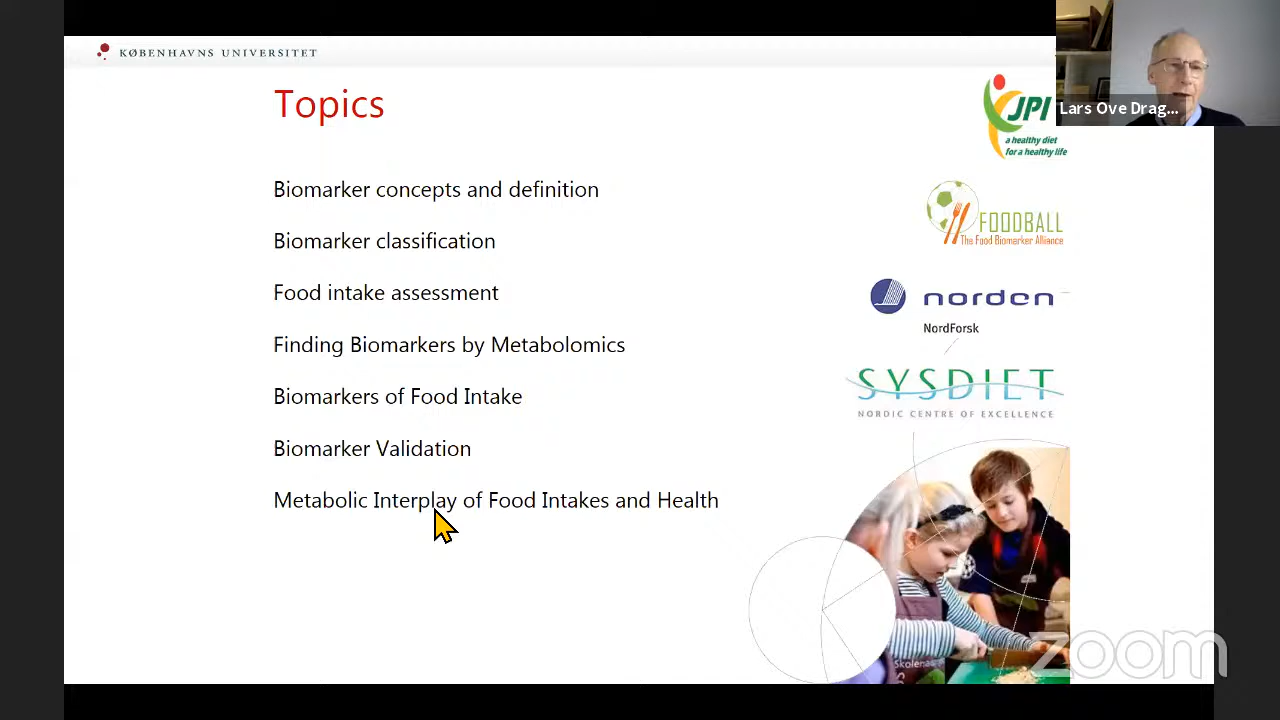 KØBENHAVNS UNIVERSITET
Topics
Biomarker concepts and definition
Biomarker classification
Food intake assessment
Finding Biomarkers by Metabolomics
Biomarkers of Food Intake
Biomarker Validation
Metabolic Interplay of Food Intakes and Health
Lars Ove Drag...
JPI
a healthy diet
for a healthy life
FOODBALL
The Food Biomarker Alliance
norden
NordForsk
SYSDIET
NORDIC CENTRE OF EXCELLENCE
zoom